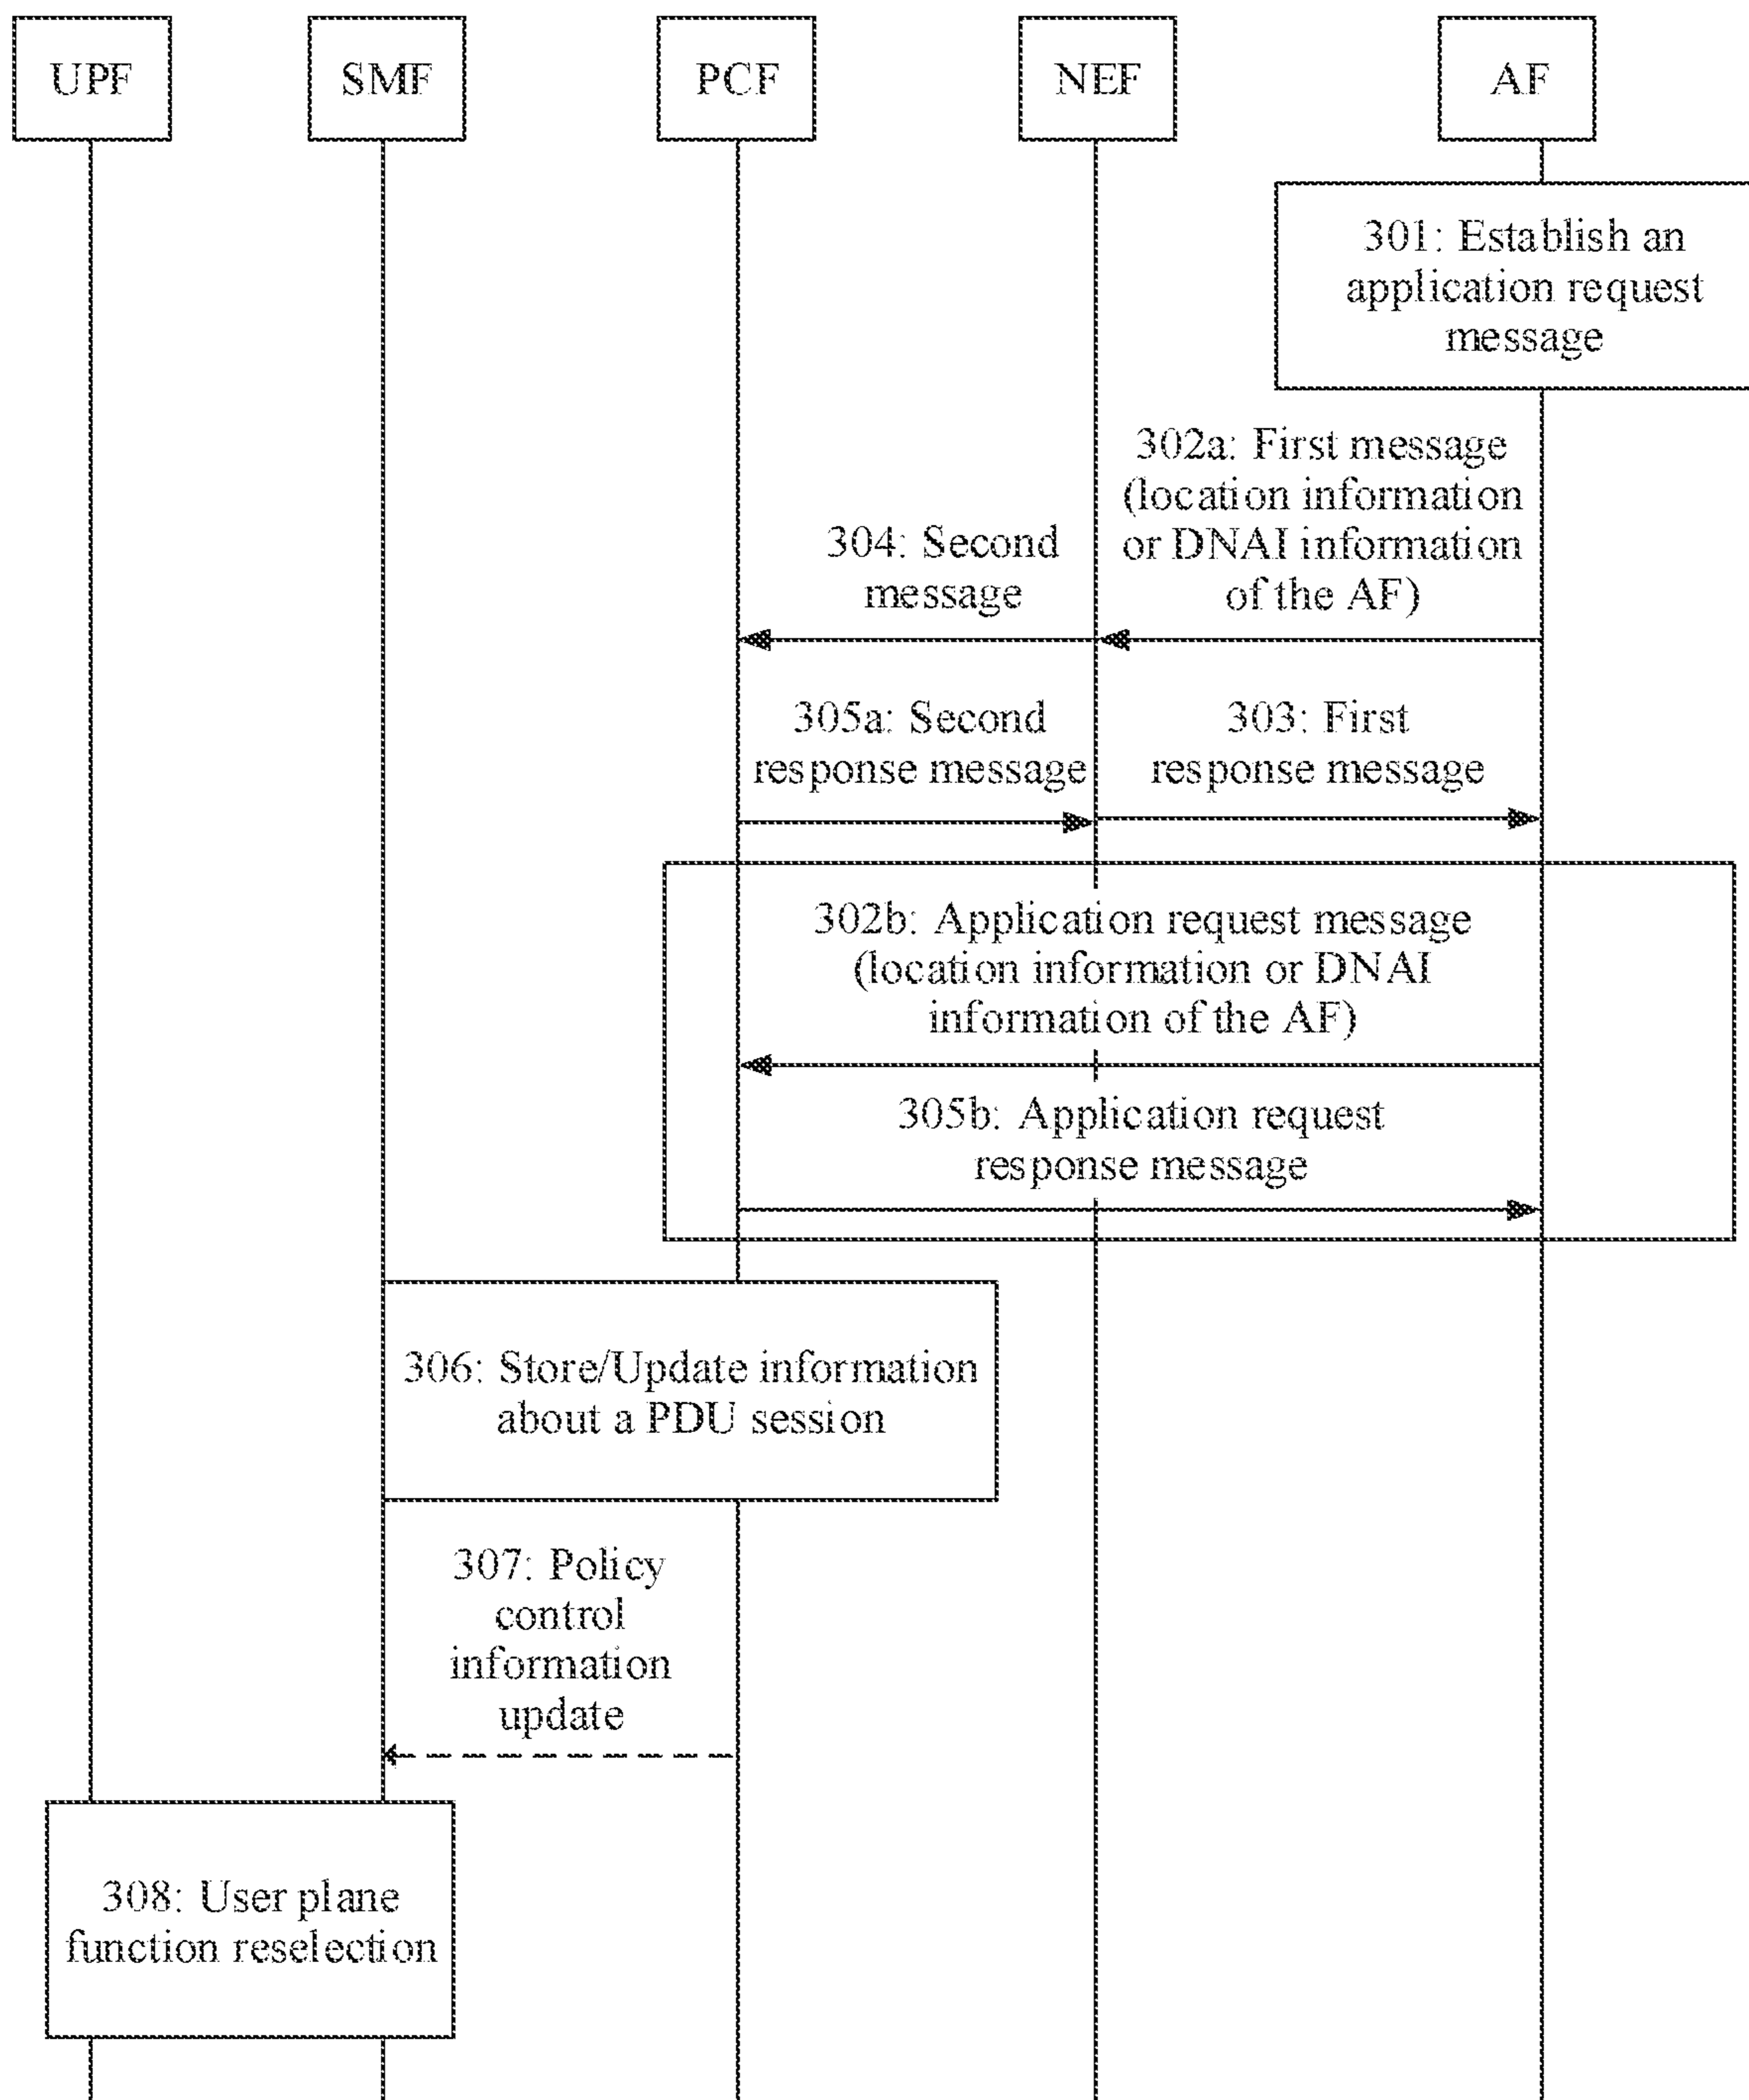 UPF
SMF
PCF
NEF
AF
301: Establish an
application request
message
302a: First message
(location information
or DNAI information
of the AF)
304: Second
message
305a: Second
response message
303: First
response message
302b: Application request message
(location information or DNAI
information of the AF)
305b: Application request
response message
306: Store/Update information
about a PDU session
307: Policy
control
information
update
308: User plane
function reselection